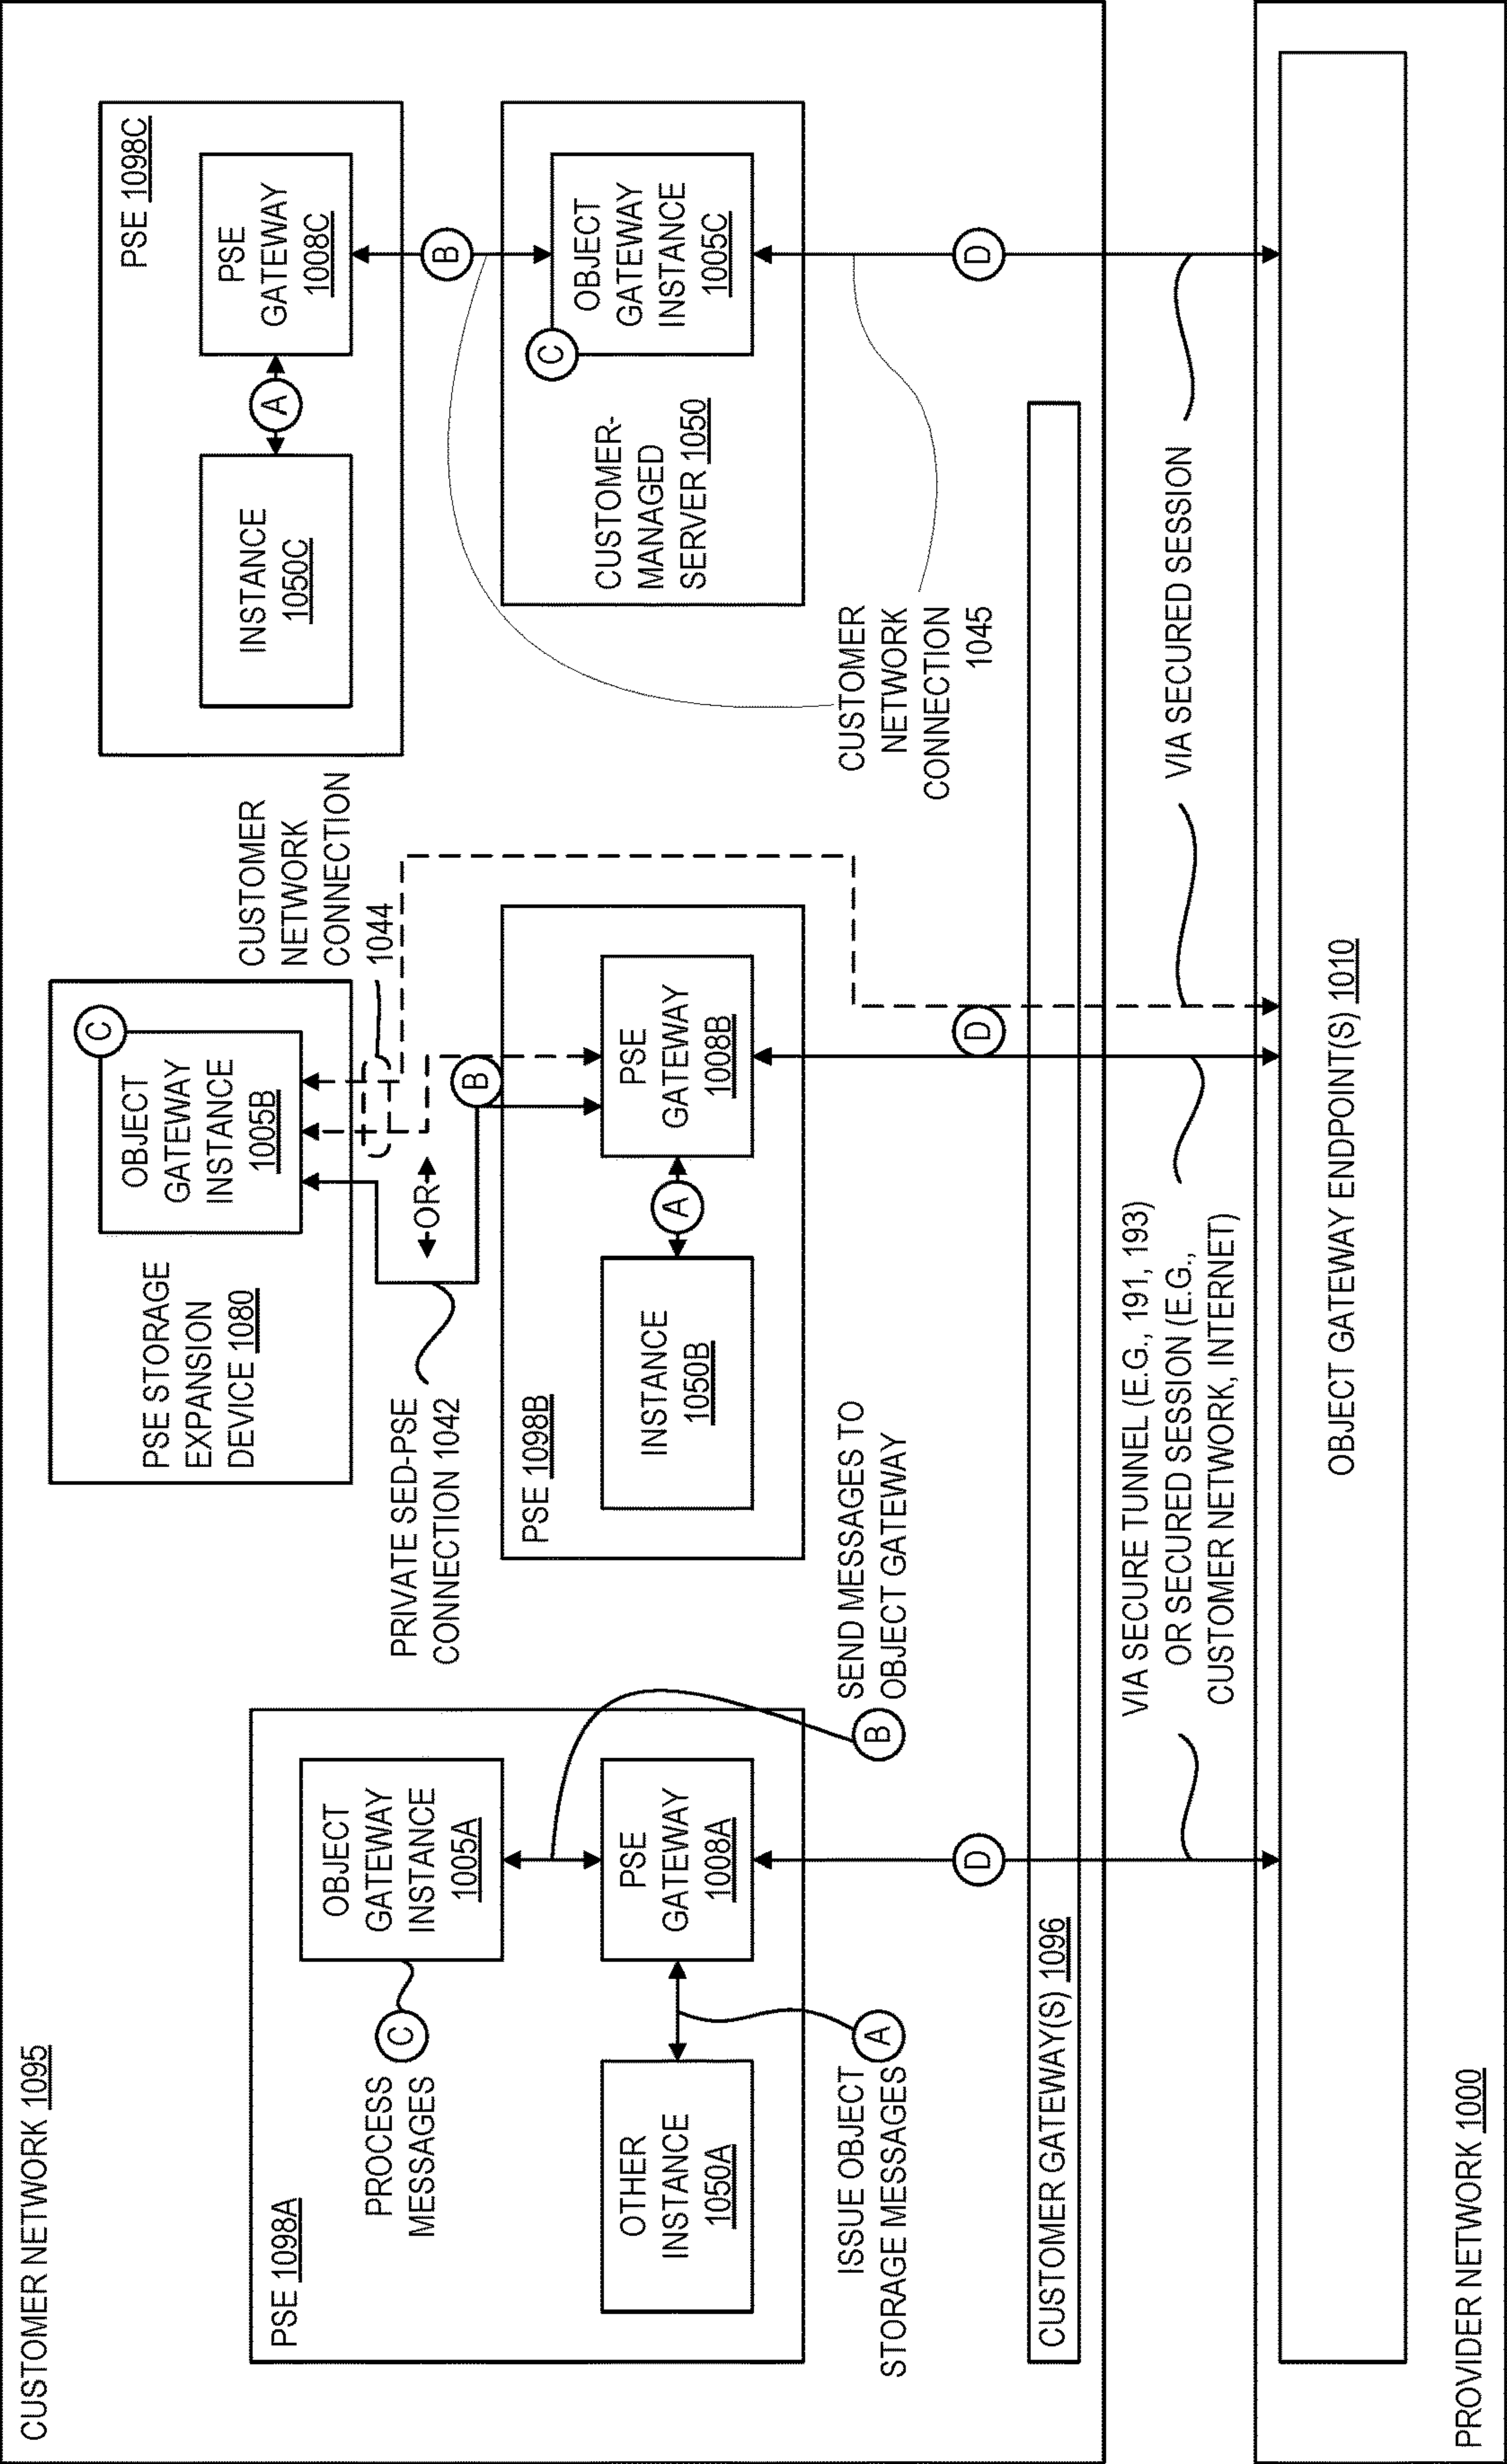 CUSTOMER NETWORK 1095
PSE 1098A
C
PROCESS
MESSAGES
OBJECT
GATEWAY
INSTANCE
1005A
OTHER
INSTANCE
1050A
PSE
GATEWAY
1008A
ISSUE OBJECT
STORAGE MESSAGES
A
B
SEND MESSAGES TO
OBJECT GATEWAY
PSE STORAGE
EXPANSION
DEVICE 1080
OBJECT
GATEWAY
INSTANCE
1005B
C
CUSTOMER
NETWORK
CONNECTION
1044
OR
PRIVATE SED-PSE
CONNECTION 1042
B
PSE 1098B
INSTANCE
1050B
A
PSE
GATEWAY
1008B
PSE 1098C
INSTANCE
1050C
A
PSE
GATEWAY
1008C
B
CUSTOMER-
MANAGED
SERVER 1050
C
OBJECT
GATEWAY
INSTANCE
1005C
CUSTOMER
NETWORK
CONNECTION
1045
D
D
D
CUSTOMER GATEWAY(S) 1096
VIA SECURE TUNNEL (E.G., 191, 193)
OR SECURED SESSION (E.G.,
CUSTOMER NETWORK, INTERNET)
VIA SECURED SESSION
OBJECT GATEWAY ENDPOINT(S) 1010
PROVIDER NETWORK 1000